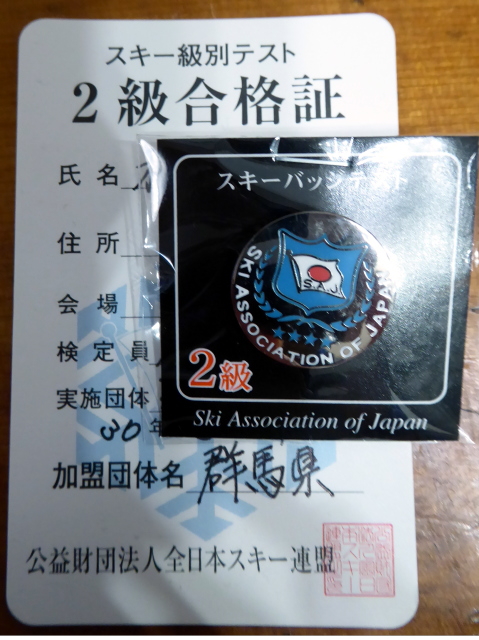 スキー級別テスト
2級合格証
氏名
住所
会場
検定員
実施団体
30年
加盟団体名 群馬県
公益財団法人全日本スキー連盟
スキーバッジテスト
S.A.J
SKI ASSOCIATION OF JAPAN
2級
Ski Association of Japan